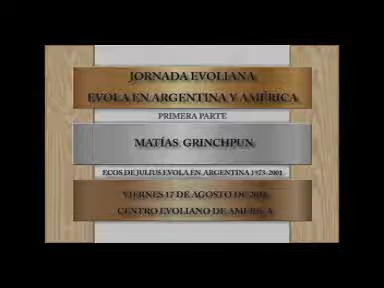 JORNADA EVOLIANA
EVOLA EN ARGENTINA Y AMÉRICA
PRIMERA PARTE
MATÍAS GRINCHPUN
ECOS DE JULIUS EVOLA EN ARGENTINA 1973-2001
VIERNES 17 DE AGOSTO DE
CENTRO EVOLIANO DE AMÉRICA